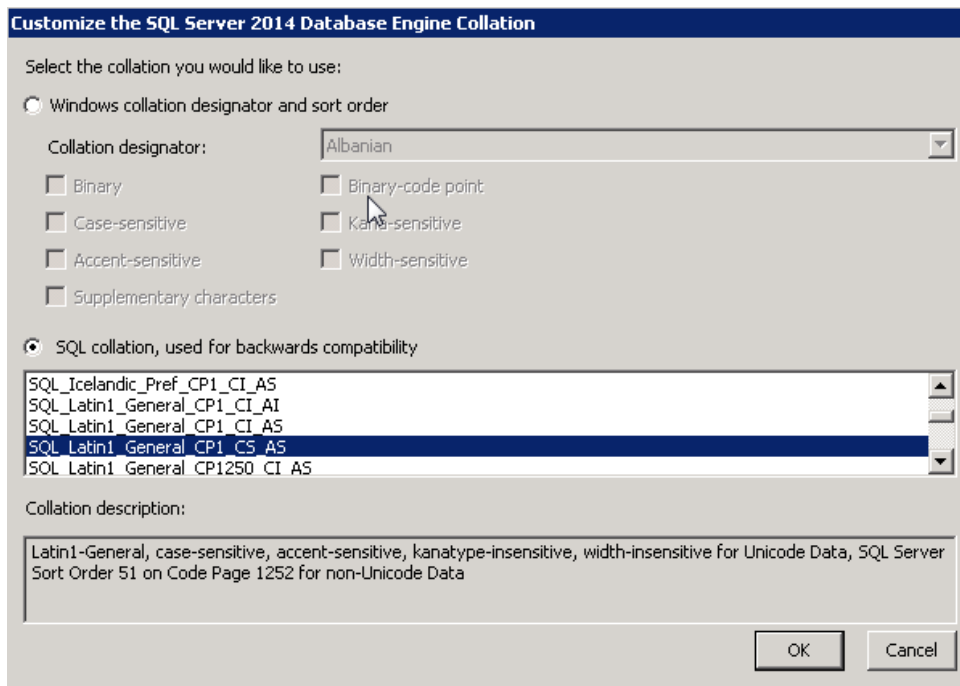 Customize the SQL Server 2014 Database Engine Collation
Select the collation you would like to use:
Windows collation designator and sort order
Collation designator:
Albanian
Binary
Binary-code point
Case-sensitive
Kana-sensitive
Accent-sensitive
Width-sensitive
Supplementary characters
SQL collation, used for backwards compatibility
SQL_Icelandic_Pref_CP1_CI_AS
SQL_Latin1_General_CP1_CI_AI
SQL_Latin1_General_CP1_CI_AS
SQL_Latin1_General_CP1_CS_AS
SQL_Latin1_General_CP1250_CI_AS
Collation description:
Latin1-General, case-sensitive, accent-sensitive, kanatype-insensitive, width-insensitive for Unicode Data, SQL Server
Sort Order 51 on Code Page 1252 for non-Unicode Data
OK
Cancel